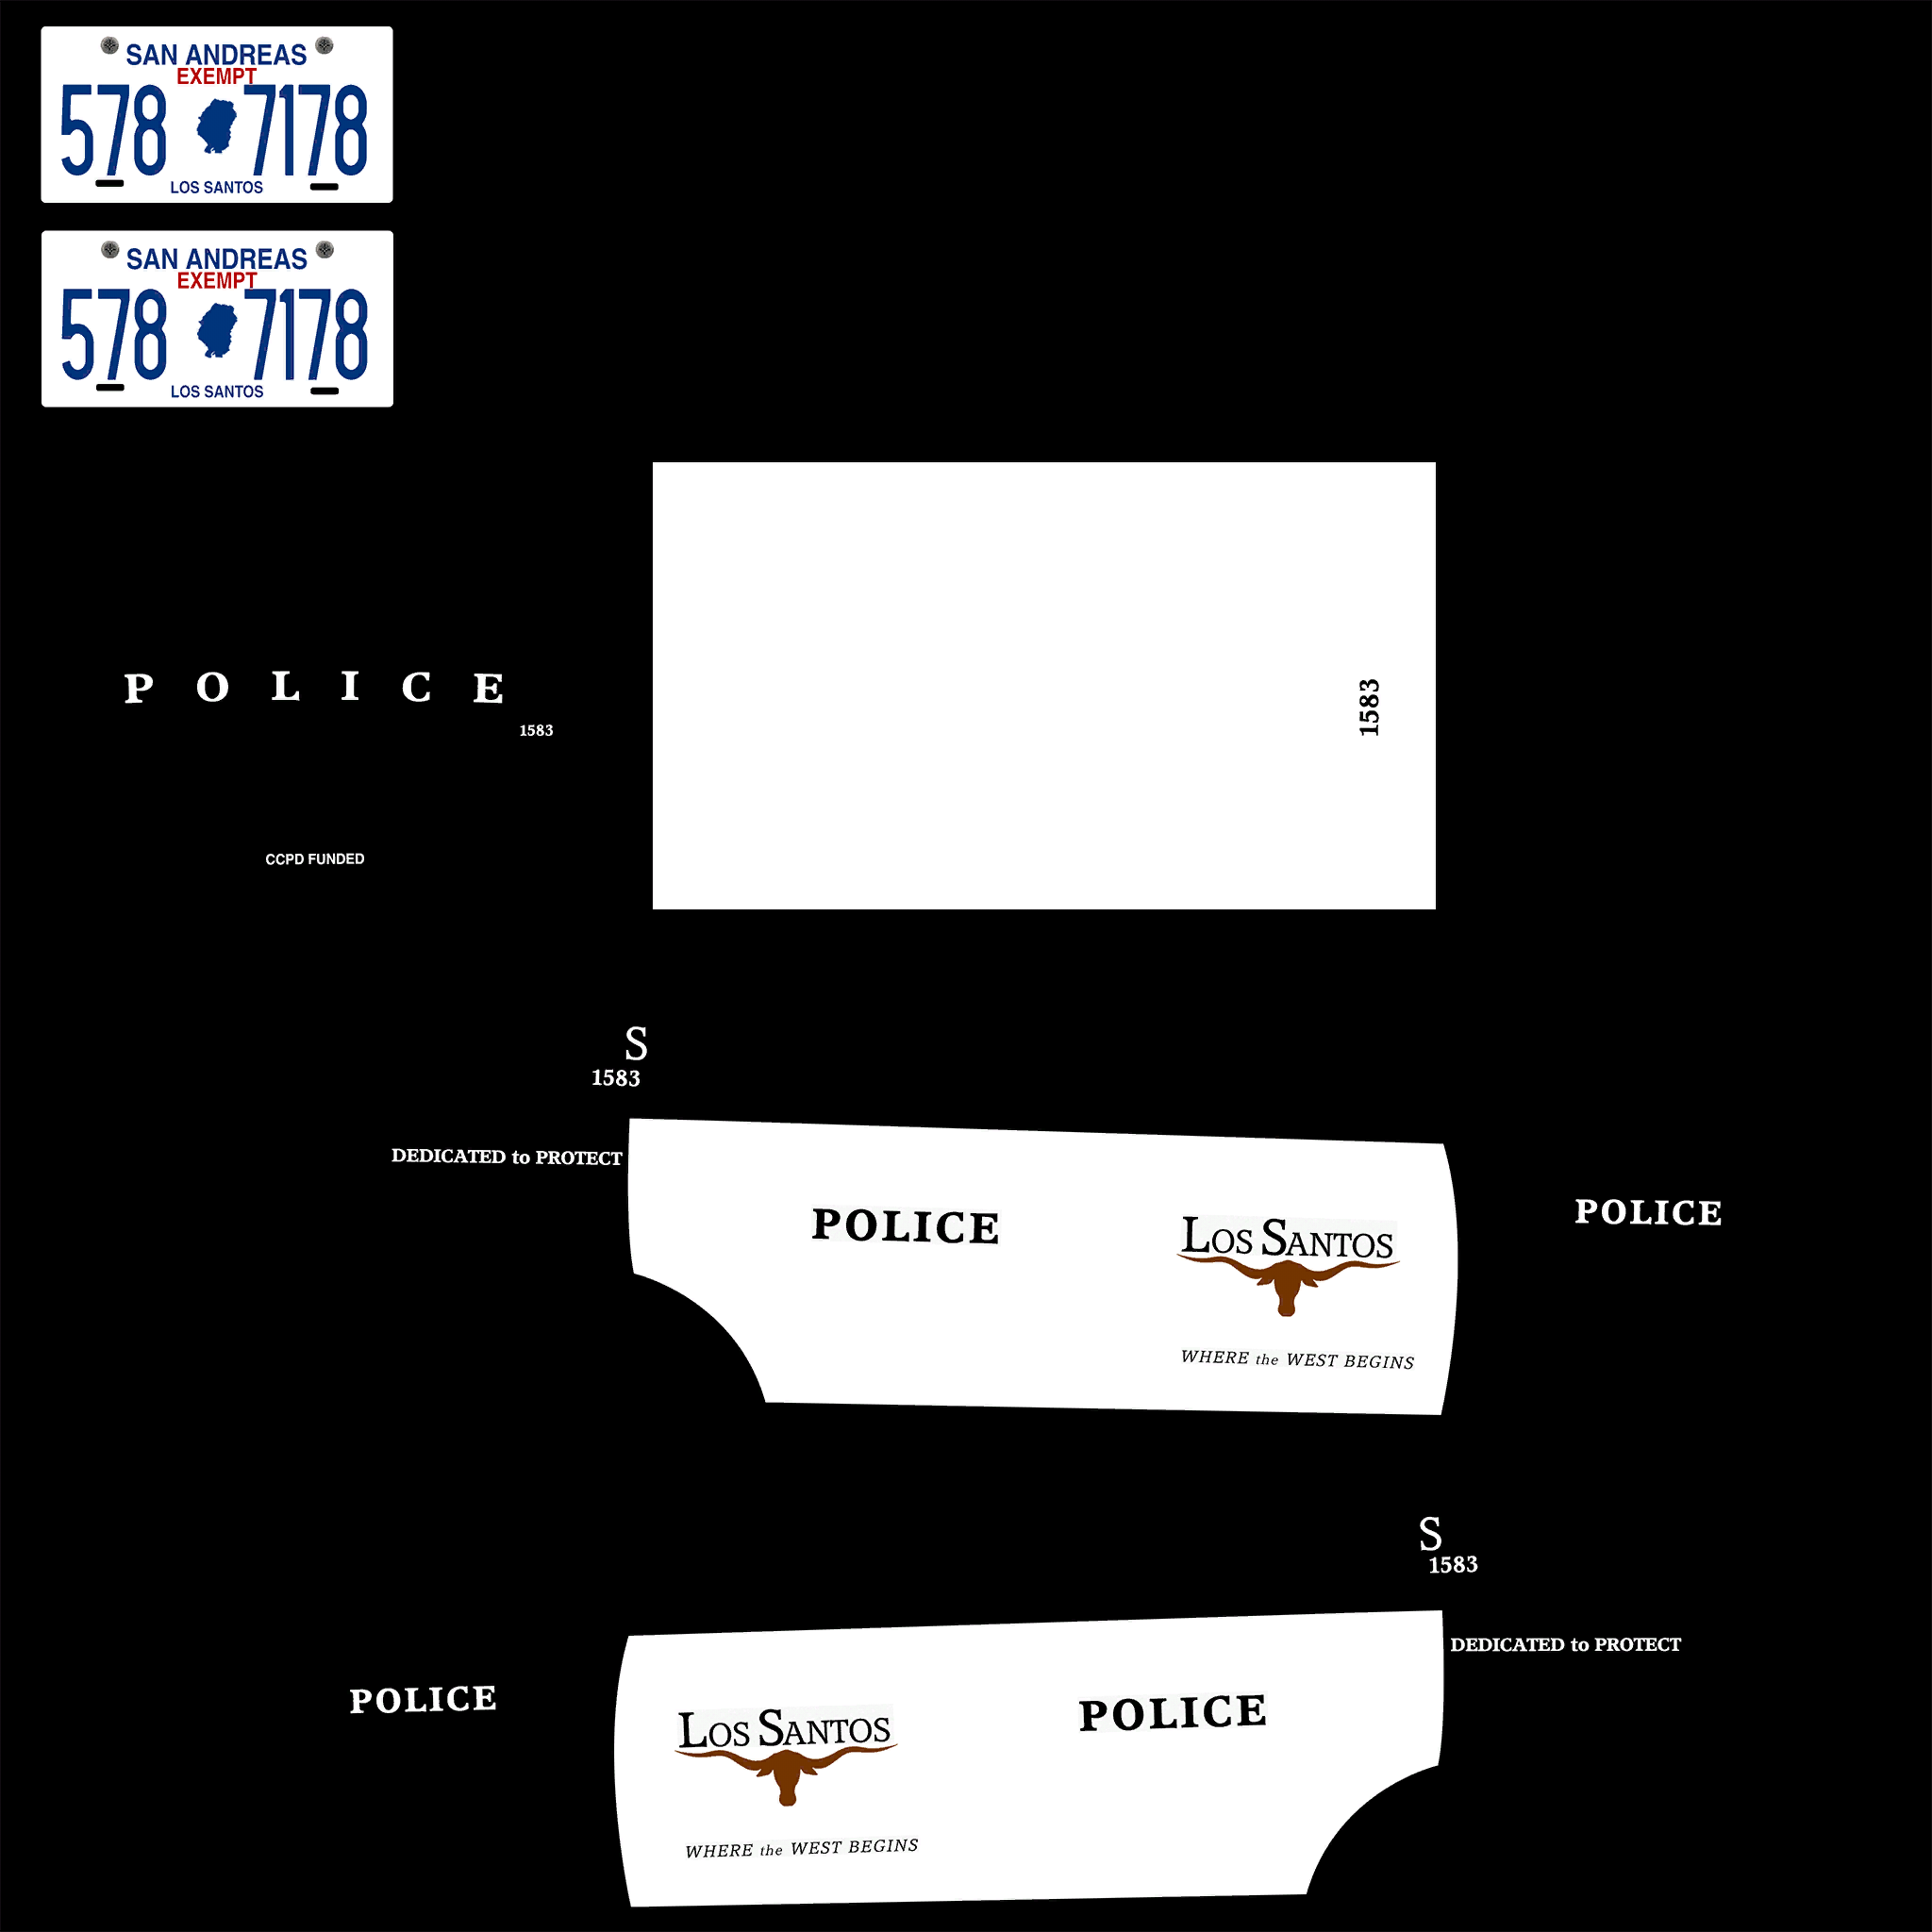 SAN ANDREAS
EXEMPT
578 7178
LOS SANTOS
SAN ANDREAS
EXEMPT
578 7178
LOS SANTOS
P O L I C E
1583
1583
CCPD FUNDED
S
1583
DEDICATED to PROTECT
POLICE
LOS SANTOS
WHERE the WEST BEGINS
POLICE
S
1583
DEDICATED to PROTECT
POLICE
LOS SANTOS
WHERE the WEST BEGINS
POLICE